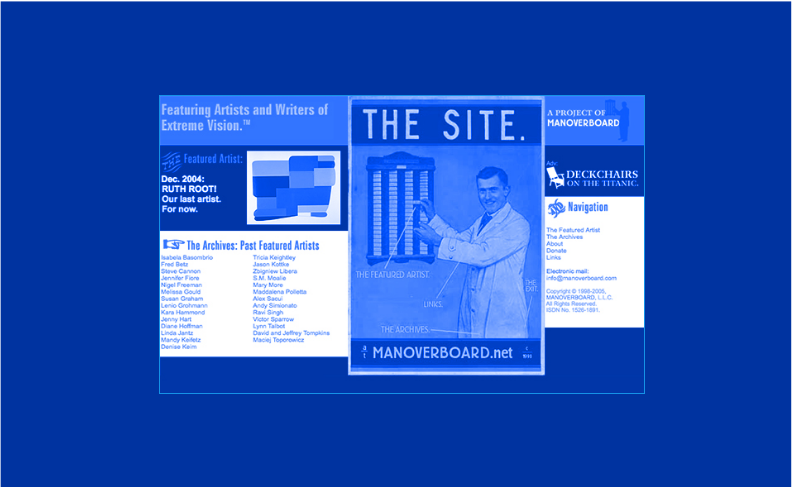 Featuring Artists and Writers of
Extreme Vision.™
Featured Artist:
Dec. 2004:
RUTH ROOT!
Our last artist.
For now.
The Archives: Past Featured Artists
Isabela Basombrio
Fred Betz
Steve Cannon
Jennifer Fiore
Nigel Freeman
Melissa Gould
Susan Graham
Lenio Grohmann
Kara Hammond
Jenny Hart
Diane Hoffman
Linda Jantz
Mandy Keifetz
Denise Keim
Tricia Keightley
Jason Kottke
Zbigniew Libera
Mary More
Maddalena Polletta
Andy Simionato
Ravi Singh
Victor Sparrow
Lynn Talbot
David and Jeffrey Tompkins
Maciej Toporowicz
THE SITE.
THE FEATURED ARTIST.
LINKS.
THE EXIT.
THE ARCHIVES.
at MANOVERBOARD.net
A PROJECT OF
MANOVERBOARD
Ads:
DECKCHAIRS
ON THE TITANIC.
Navigation
The Featured Artist
The Archives
About
Donate
Links
Electronic mail:
info@manoverboard.com
Copyright © 1998-2005,
MANOVERBOARD, L.L.C.
All Rights Reserved.
ISDN No. 1526-1891.